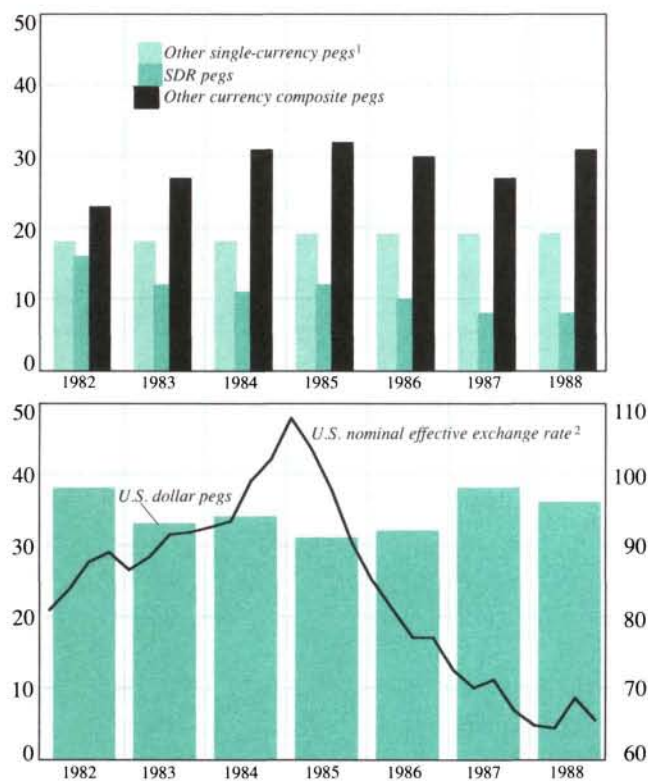 50
40
30
20
10
0
Other single-currency pegs1
SDR pegs
Other currency composite pegs
1982 1983 1984 1985 1986 1987 1988
50
40
30
20
10
0
110
100
90
80
70
60
U.S. nominal effective exchange rate2
U.S. dollar pegs
1982 1983 1984 1985 1986 1987 1988